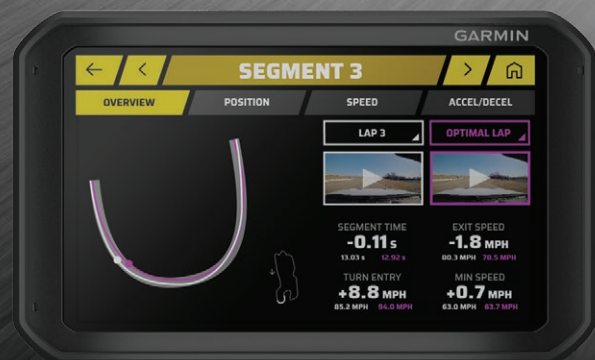 GARMIN
SEGMENT 3
OVERVIEW POSITION SPEED ACCEL/DECEL
LAP 3 OPTIMAL LAP
SEGMENT TIME EXIT SPEED
-0.11 s -1.8 MPH
13.03 s 12.92 s 80.3 MPH 78.5 MPH
TURN ENTRY MIN SPEED
+8.8 MPH +0.7 MPH
85.2 MPH 94.0 MPH 63.0 MPH 63.7 MPH